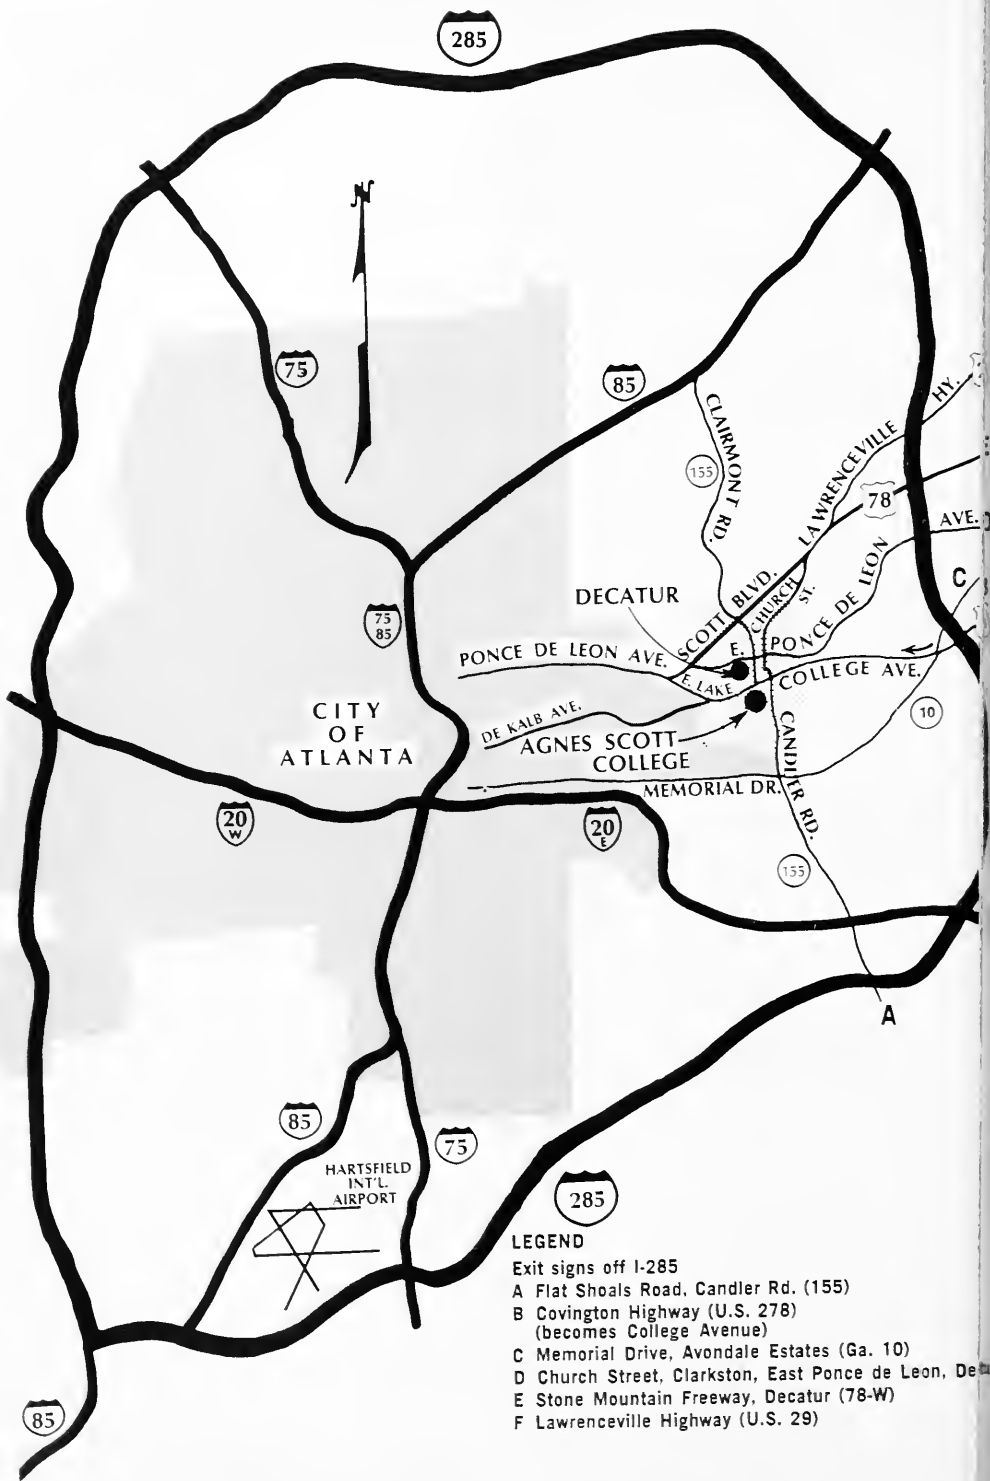 285
N
75
85
CLAIRMONT RD.
155
LAWRENCEVILLE HY.
78
AVE.
C
DECATUR
SCOTT BLVD.
CHURCH ST.
PONCE DE LEON
75
85
PONCE DE LEON AVE.
E.
E. LAKE
COLLEGE AVE.
10
CITY
OF
ATLANTA
DE KALB AVE.
AGNES SCOTT
COLLEGE
CANDLER RD.
MEMORIAL DR.
20
W
20
E
155
A
85
75
HARTSFIELD
INT'L.
AIRPORT
285
LEGEND
Exit signs off I-285
A Flat Shoals Road, Candler Rd. (155)
B Covington Highway (U.S. 278)
(becomes College Avenue)
C Memorial Drive, Avondale Estates (Ga. 10)
D Church Street, Clarkston, East Ponce de Leon,
E Stone Mountain Freeway, Decatur (78-W)
F Lawrenceville Highway (U.S. 29)
85